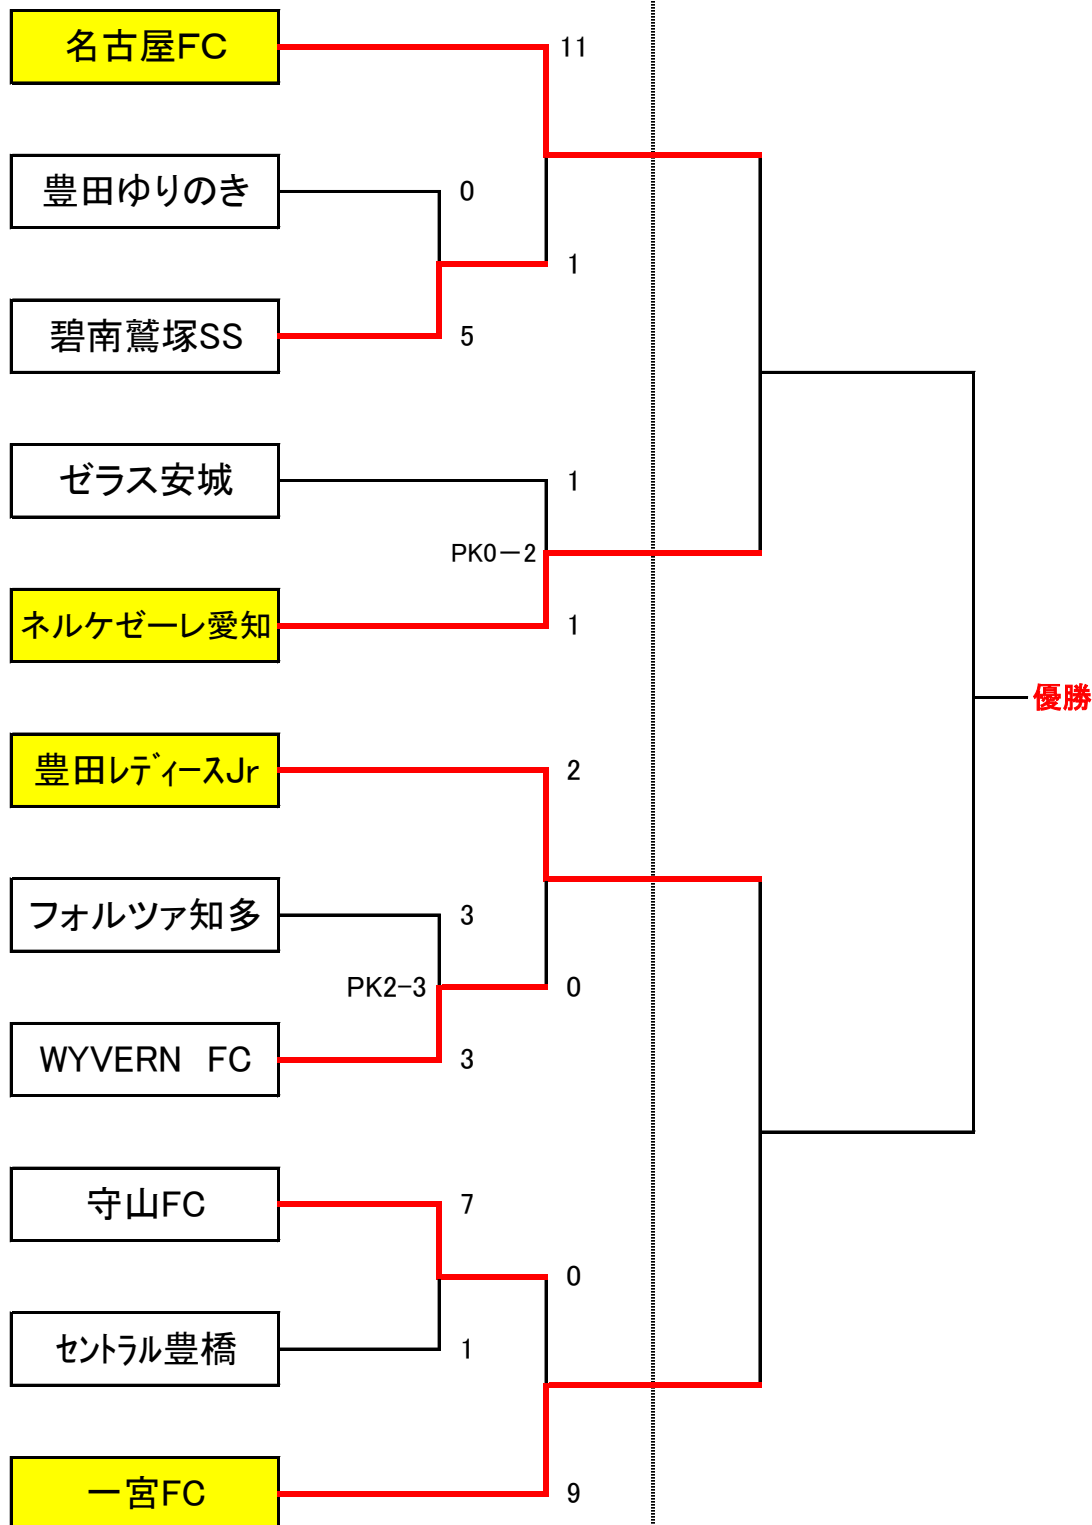 名古屋FC
11
豊田ゆりのき
0
1
碧南鷲塚SS
5
ゼラス安城
1
PK0－2
ネルケゼーレ愛知
1
優勝
豊田ﾚﾃﾞｨｰｽJr
2
フォルツァ知多
3
PK2-3
0
WYVERN　FC
3
守山FC
7
0
ｾﾝﾄﾗﾙ豊橋
1
一宮FC
9